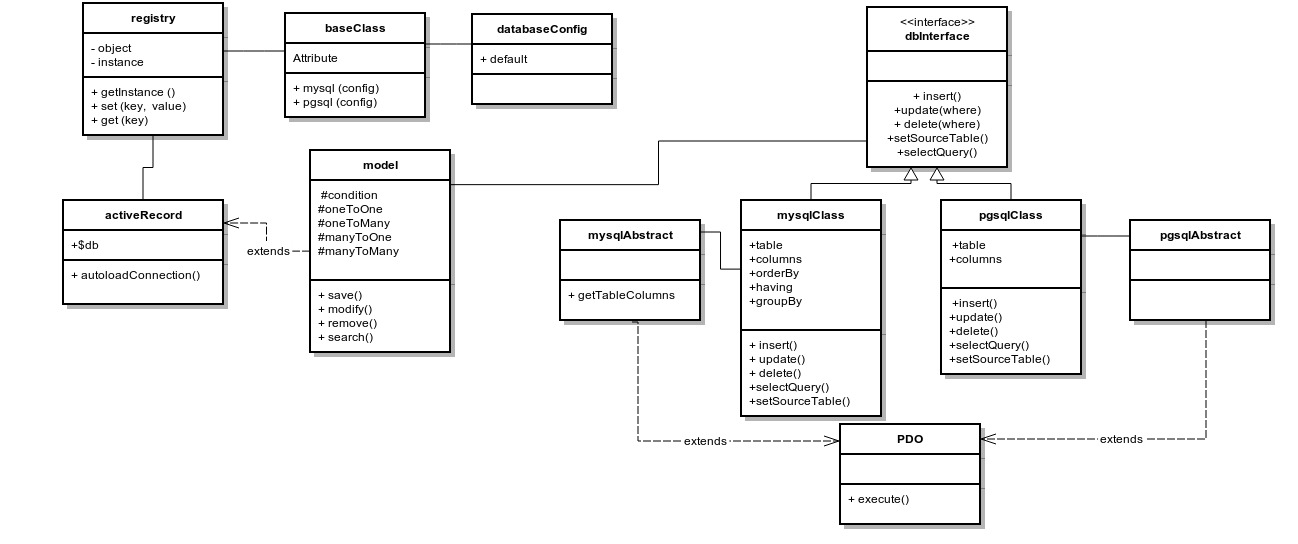 registry
- object
- instance
+ getInstance ()
+ set (key,  value)
+ get (key)
baseClass
Attribute
+ mysql (config)
+ pgsql (config)
databaseConfig
+ default
<<interface>>
dbInterface
+ insert()
+update(where)
+ delete(where)
+setSourceTable()
+selectQuery()
model
#condition
#oneToOne
#oneToMany
#manyToOne
#manyToMany
+ save()
+ modify()
+ remove()
+ search()
activeRecord
+$db
+ autoloadConnection()
extends
mysqlAbstract
+ getTableColumns
mysqlClass
+table
+columns
+orderBy
+having
+groupBy
+ insert()
+ update()
+ delete()
+selectQuery()
+setSourceTable()
pgsqlClass
+table
+columns
+insert()
+update()
+delete()
+selectQuery()
+setSourceTable()
pgsqlAbstract
extends
PDO
+ execute()
extends